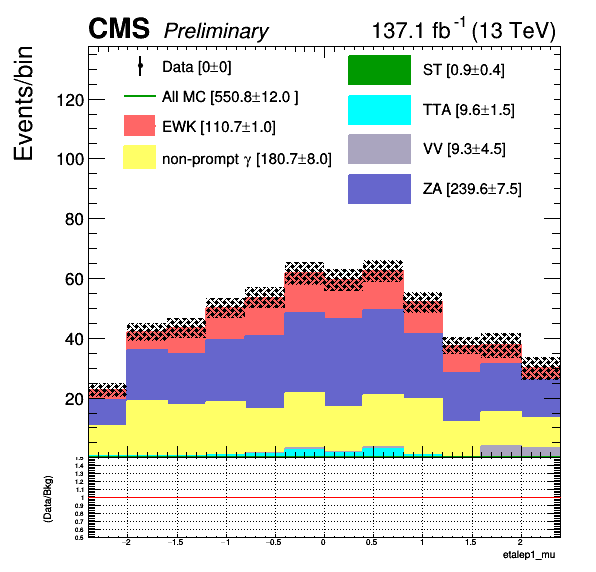 CMS Preliminary 137.1 fb⁻¹ (13 TeV)
Events/bin
Data [0±0]
All MC [550.8±12.0 ]
EWK [110.7±1.0]
non-prompt γ [180.7±8.0]
ST [0.9±0.4]
TTA [9.6±1.5]
VV [9.3±4.5]
ZA [239.6±7.5]
120
100
80
60
40
20
(Data/Bkg)
1.5
1.4
1.3
1.2
1.1
1
0.9
0.8
0.7
0.6
0.5
−2 −1.5 −1 −0.5 0 0.5 1 1.5 2
etalep1_mu